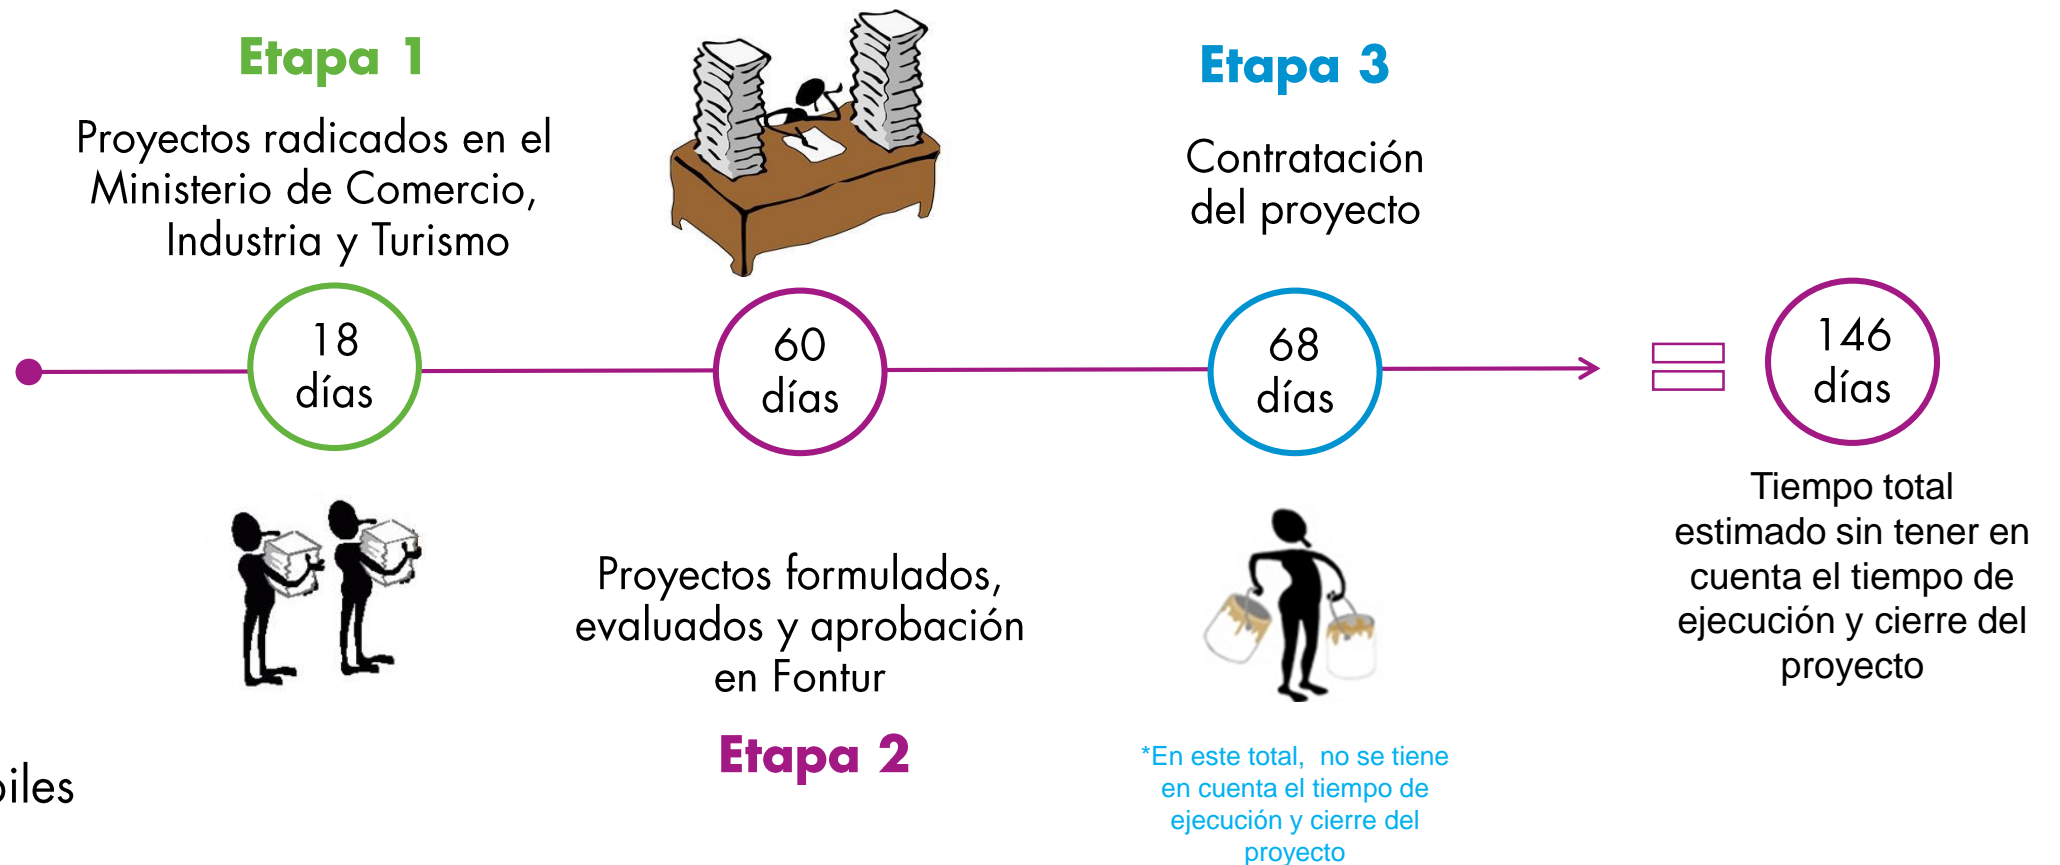 Etapa 1
Proyectos radicados en el
Ministerio de Comercio,
Industria y Turismo
18
días
60
días
Proyectos formulados,
evaluados y aprobación
en Fontur
Etapa 2
Etapa 3
Contratación
del proyecto
68
días
*En este total, no se tiene
en cuenta el tiempo de
ejecución y cierre del
proyecto
146
días
Tiempo total
estimado sin tener en
cuenta el tiempo de
ejecución y cierre del
proyecto